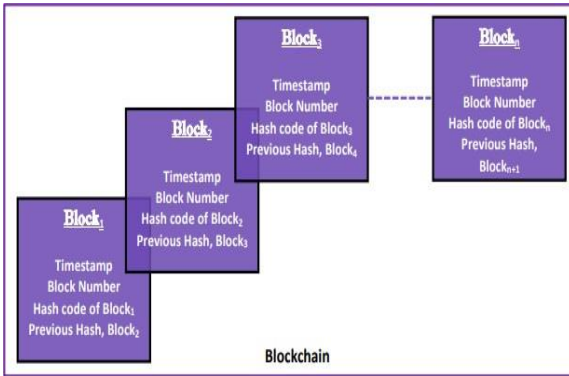 Block₁
Timestamp
Block Number
Hash code of Block₁
Previous Hash, Block₂
Block₂
Timestamp
Block Number
Hash code of Block₂
Previous Hash, Block₃
Block₃
Timestamp
Block Number
Hash code of Block₃
Previous Hash, Block₄
Blockₙ
Timestamp
Block Number
Hash code of Blockₙ
Previous Hash,
Blockₙ₊₁
Blockchain